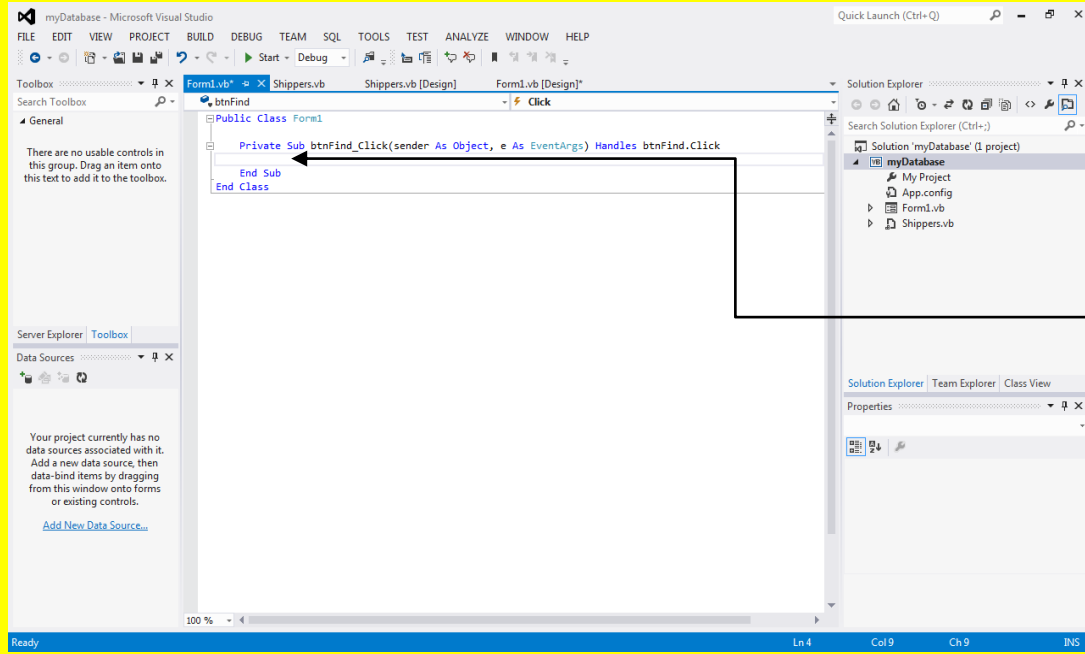 myDatabase - Microsoft Visual Studio
Quick Launch (Ctrl+Q)
FILE EDIT VIEW PROJECT BUILD DEBUG TEAM SQL TOOLS TEST ANALYZE WINDOW HELP
Start Debug
Toolbox
Search Toolbox
General
There are no usable controls in
this group. Drag an item onto
this text to add it to the toolbox.
Server Explorer Toolbox
Data Sources
Your project currently has no
data sources associated with it.
Add a new data source, then
data-bind items by dragging
from this window onto forms
or existing controls.
Add New Data Source...
Form1.vb* Shippers.vb Shippers.vb [Design] Form1.vb [Design]*
btnFind Click
Public Class Form1
Private Sub btnFind_Click(sender As Object, e As EventArgs) Handles btnFind.Click
End Sub
End Class
100 %
Solution Explorer
Search Solution Explorer (Ctrl+;)
Solution 'myDatabase' (1 project)
VB myDatabase
My Project
App.config
Form1.vb
Shippers.vb
Solution Explorer Team Explorer Class View
Properties
Ready Ln 4 Col 9 Ch 9 INS